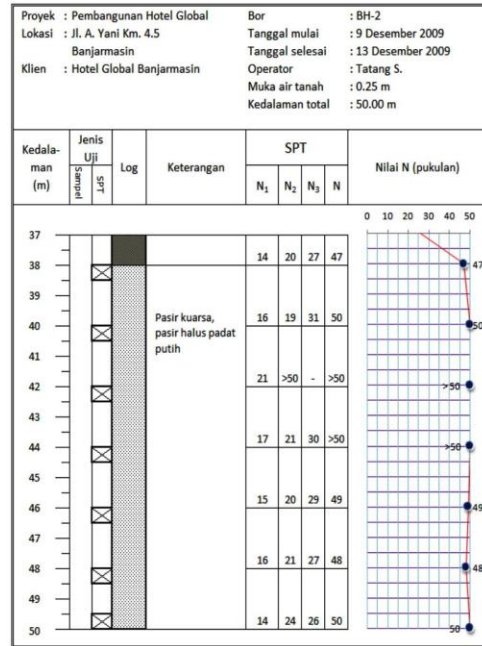 Proyek : Pembangunan Hotel Global
Lokasi : Jl. A. Yani Km. 4.5
Banjarmasin
Klien : Hotel Global Banjarmasin
Bor : BH-2
Tanggal mulai : 9 Desember 2009
Tanggal selesai : 13 Desember 2009
Operator : Tatang S.
Muka air tanah : 0.25 m
Kedalaman total : 50.00 m
Kedala-
man
(m)
Jenis
Uji
Sampel
SPT
Log
Keterangan
SPT
N1 N2 N3 N
Nilai N (pukulan)
0 10 20 30 40 50
37
14 20 27 47 47
38
39
Pasir kuarsa,
pasir halus padat
putih
40
16 19 31 50 50
41
42
21 >50 - >50 >50
43
44
17 21 30 >50 >50
45
46
15 20 29 49 49
47
48
16 21 27 48 48
49
50
14 24 26 50 50